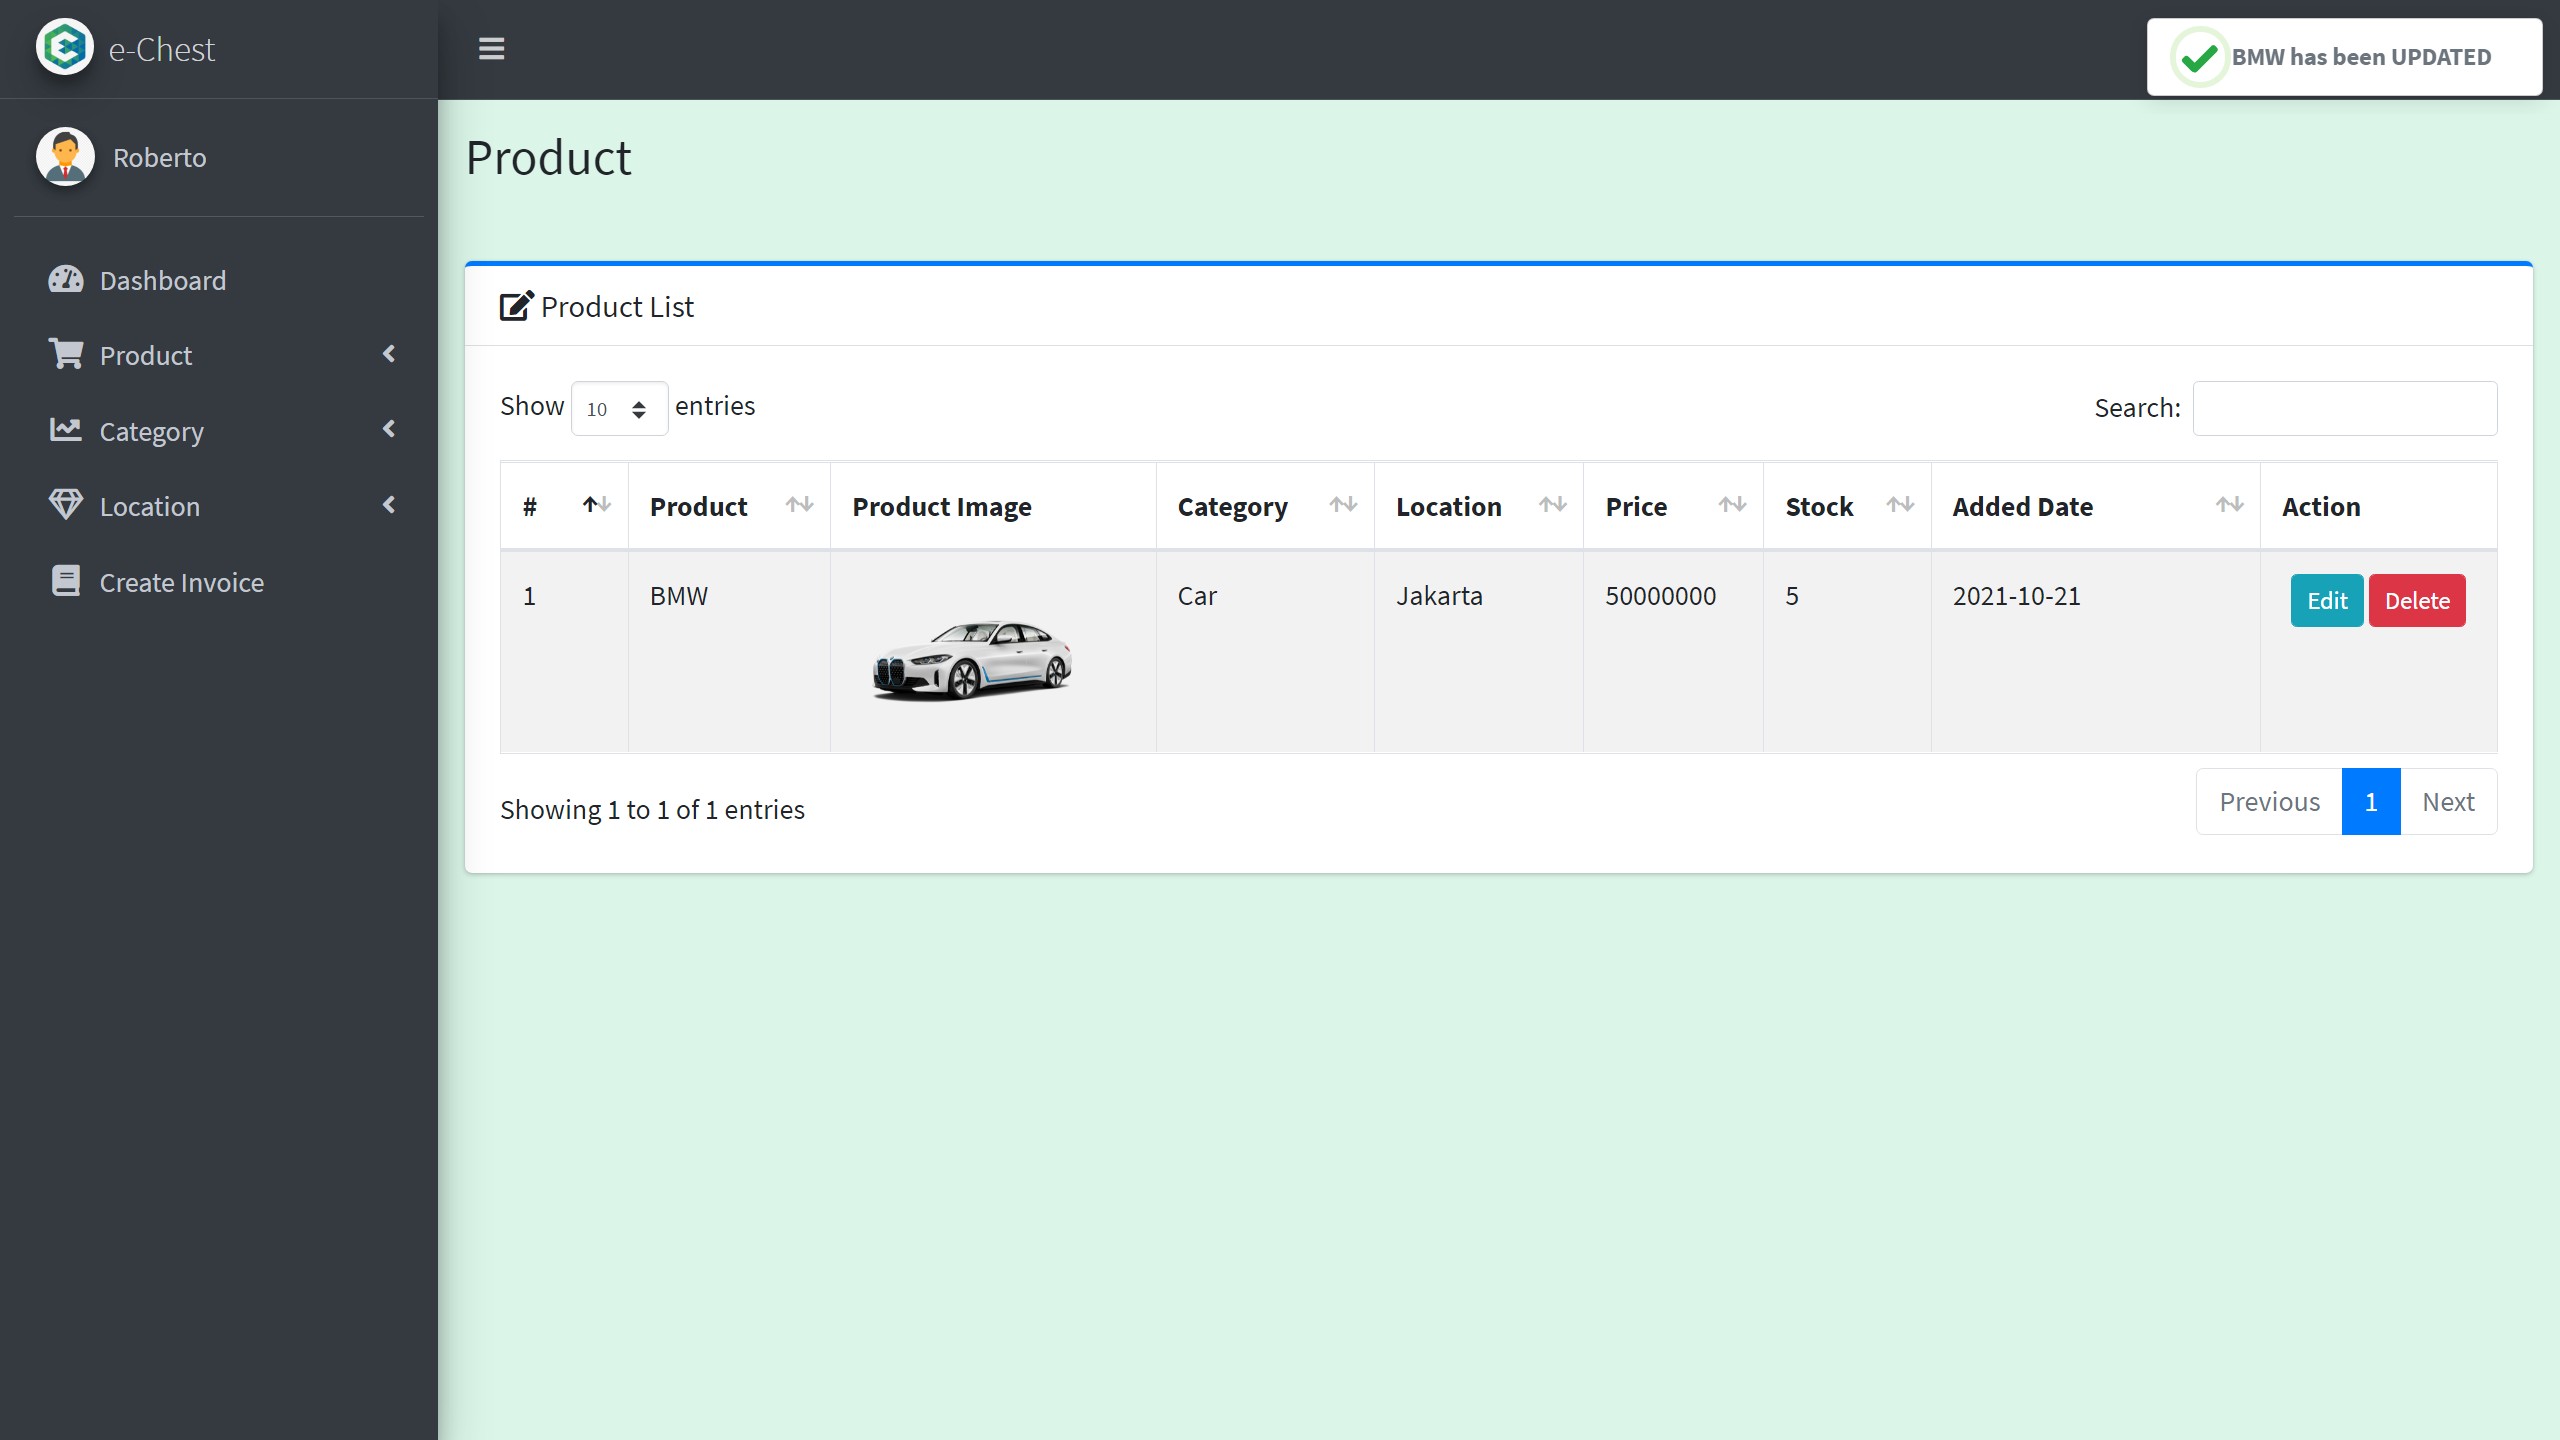 e-Chest
BMW has been UPDATED
Roberto
Dashboard
Product
Category
Location
Create Invoice
Product
Product List
Show 10 entries
Search:
# Product Product Image Category Location Price Stock Added Date Action
1 BMW Car Jakarta 50000000 5 2021-10-21 Edit Delete
Showing 1 to 1 of 1 entries
Previous 1 Next